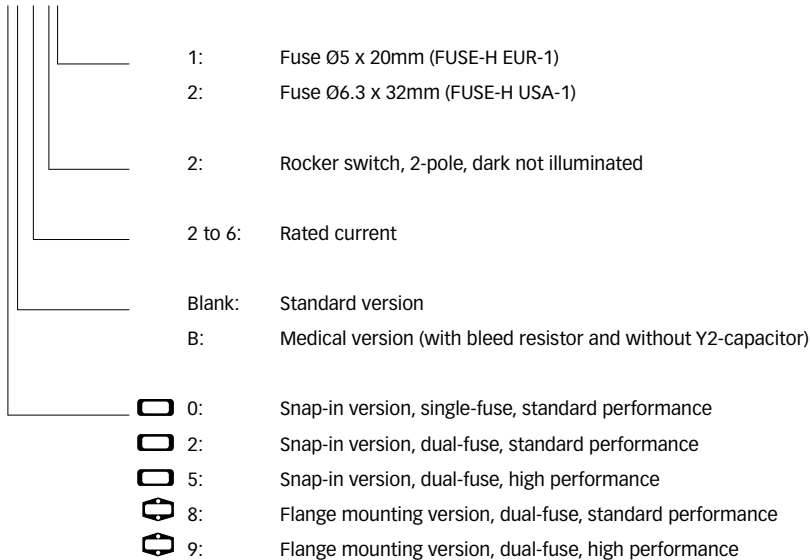 1: Fuse Ø5 x 20mm (FUSE-H EUR-1)
2: Fuse Ø6.3 x 32mm (FUSE-H USA-1)
2: Rocker switch, 2-pole, dark not illuminated
2 to 6: Rated current
Blank: Standard version
B: Medical version (with bleed resistor and without Y2-capacitor)
0: Snap-in version, single-fuse, standard performance
2: Snap-in version, dual-fuse, standard performance
5: Snap-in version, dual-fuse, high performance
8: Flange mounting version, dual-fuse, standard performance
9: Flange mounting version, dual-fuse, high performance